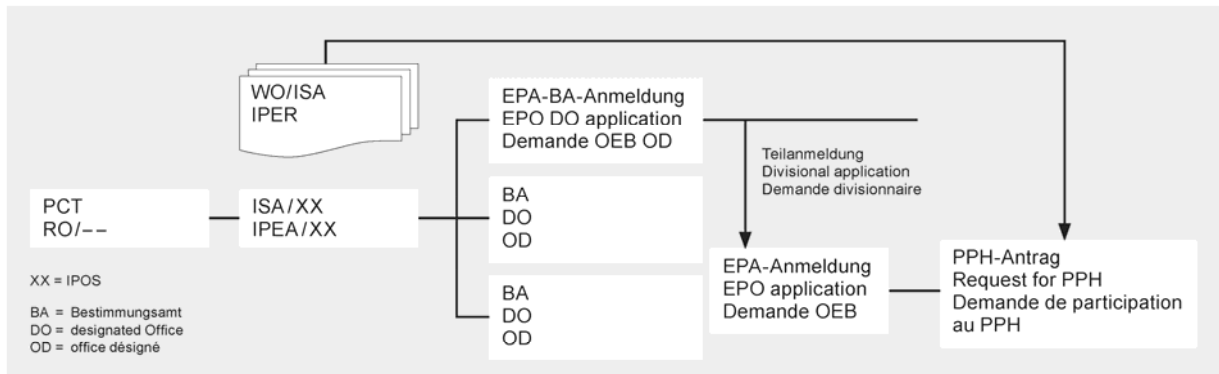 WO/ISA
IPER
EPA-BA-Anmeldung
EPO DO application
Demande OEB OD
Teilanmeldung
Divisional application
Demande divisionnaire
PCT
RO/––
ISA/XX
IPEA/XX
BA
DO
OD
EPA-Anmeldung
EPO application
Demande OEB
PPH-Antrag
Request for PPH
Demande de participation
au PPH
BA
DO
OD
XX = IPOS
BA = Bestimmungsamt
DO = designated Office
OD = office désigné